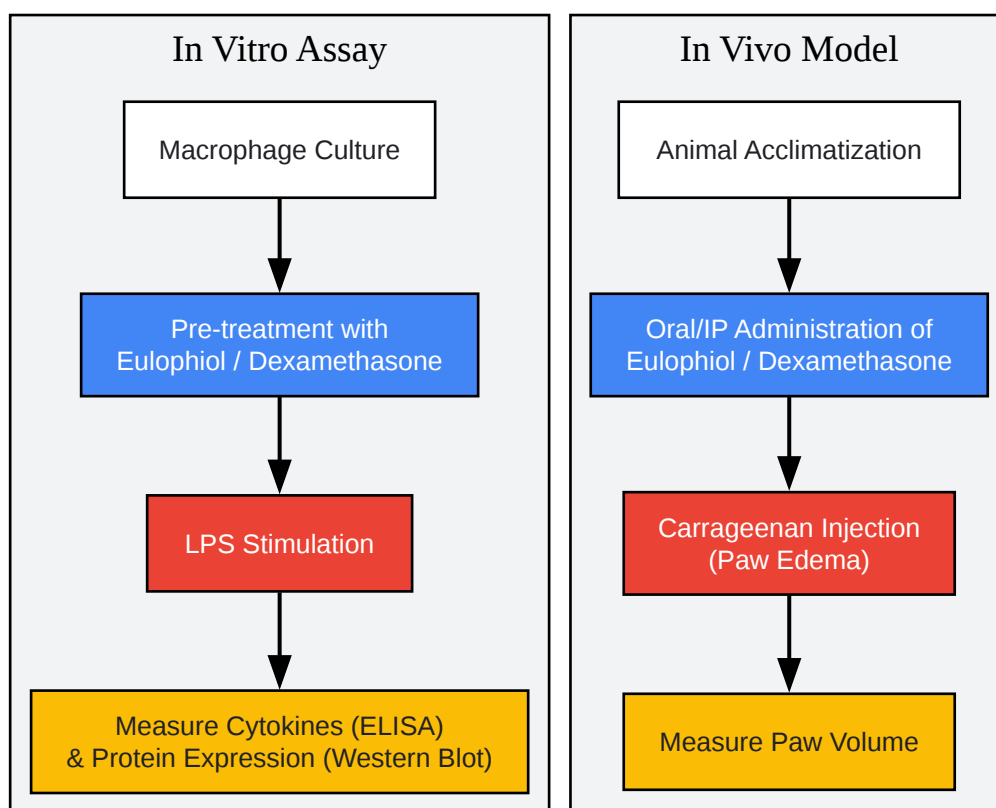 In Vitro Assay
Macrophage Culture
Pre-treatment with
Eulophiol / Dexamethasone
LPS Stimulation
Measure Cytokines (ELISA)
& Protein Expression (Western Blot)
In Vivo Model
Animal Acclimatization
Oral/IP Administration of
Eulophiol / Dexamethasone
Carrageenan Injection
(Paw Edema)
Measure Paw Volume